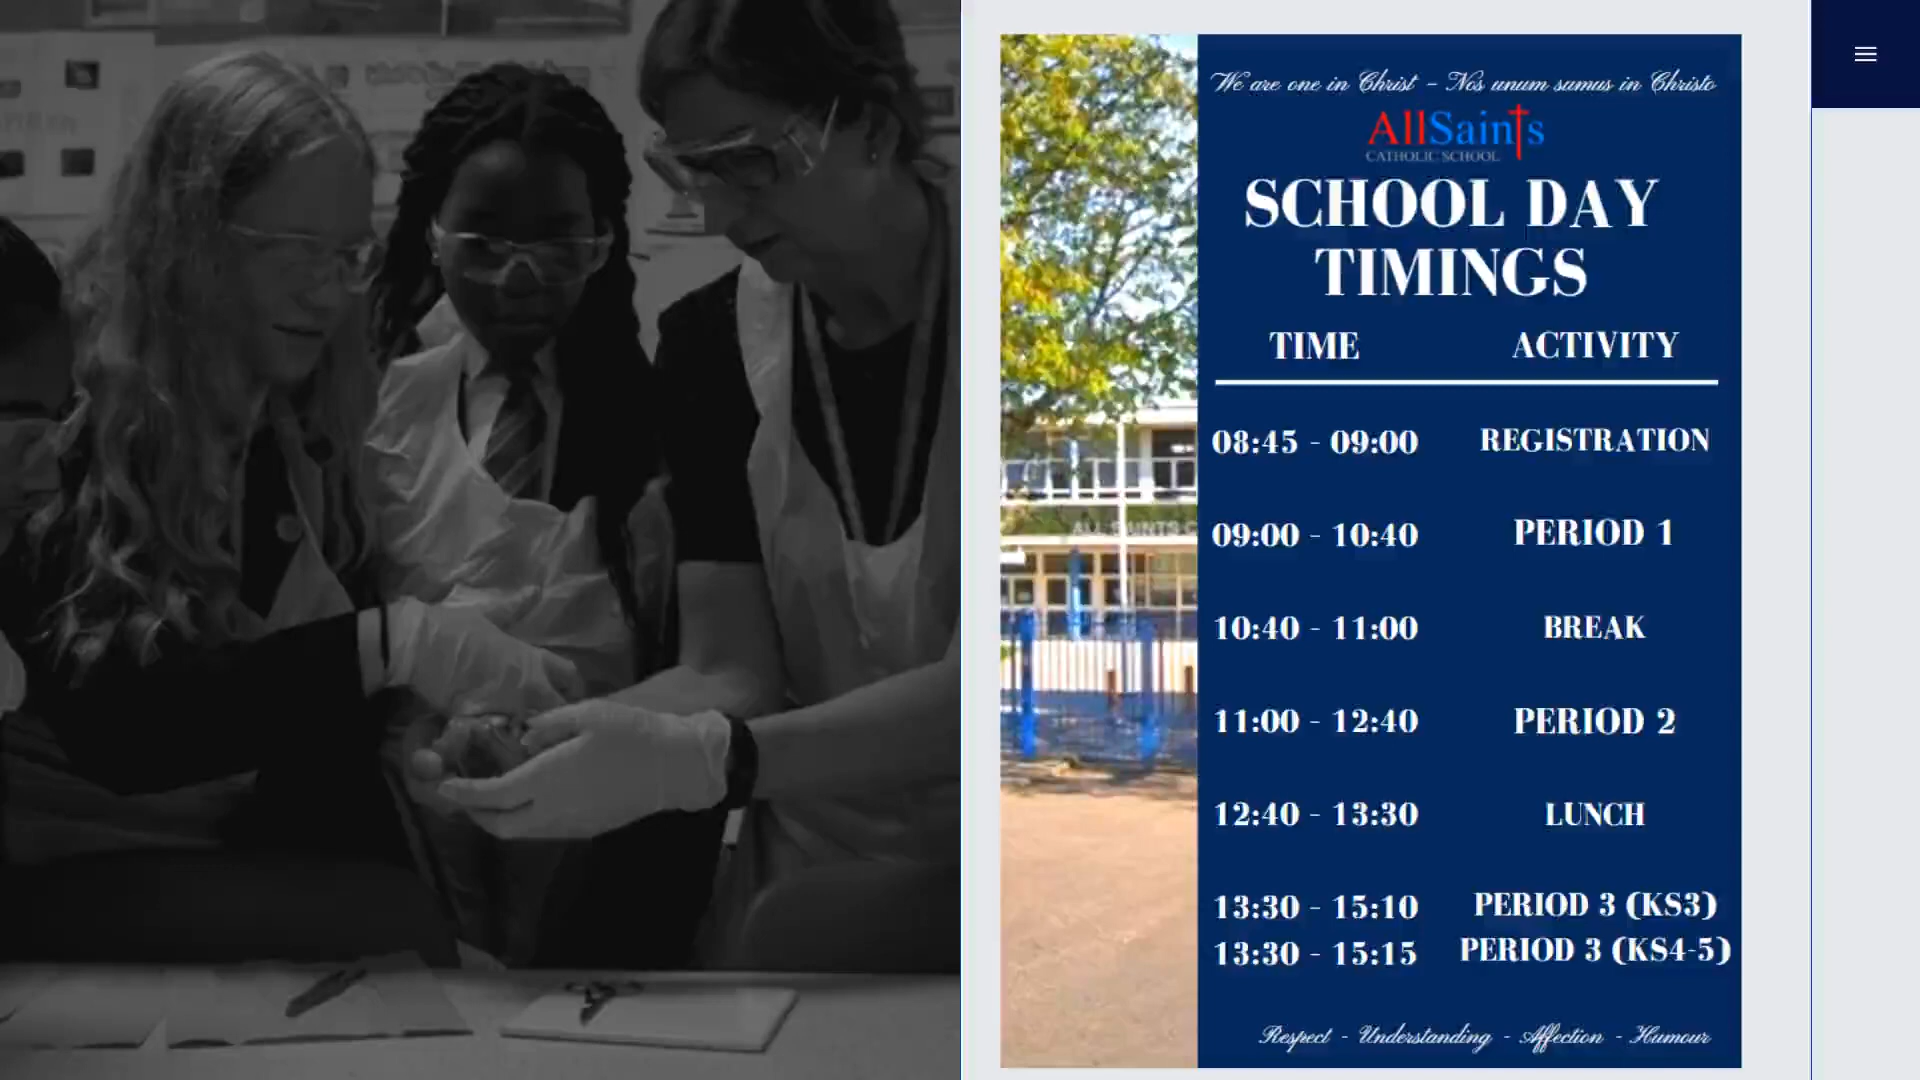 We are one in Christ - Nos unum sumus in Christo
AllSaints
CATHOLIC SCHOOL
SCHOOL DAY
TIMINGS
TIME ACTIVITY
08:45 - 09:00 REGISTRATION
09:00 - 10:40 PERIOD 1
10:40 - 11:00 BREAK
11:00 - 12:40 PERIOD 2
12:40 - 13:30 LUNCH
13:30 - 15:10 PERIOD 3 (KS3)
13:30 - 15:15 PERIOD 3 (KS4-5)
Respect - Understanding - Affection - Humour
ALL SAINTS C